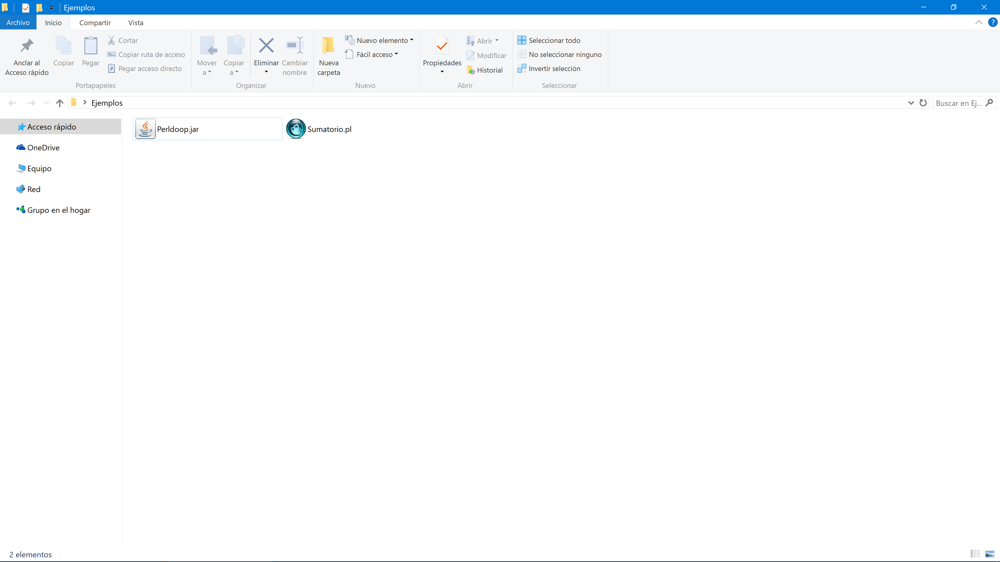 Ejemplos
Archivo
Inicio
Compartir
Vista
Anclar al
Acceso rápido
Copiar
Pegar
Cortar
Copiar ruta de acceso
Pegar acceso directo
Portapapeles
Mover
a
Copiar
a
Eliminar
Cambiar
nombre
Organizar
Nueva
carpeta
Nuevo elemento
Fácil acceso
Nuevo
Propiedades
Abrir
Modificar
Historial
Abrir
Seleccionar todo
No seleccionar ninguno
Invertir selección
Seleccionar
Ejemplos
Buscar en Ej...
Acceso rápido
OneDrive
Equipo
Red
Grupo en el hogar
Perldoop.jar
Sumatorio.pl
2 elementos